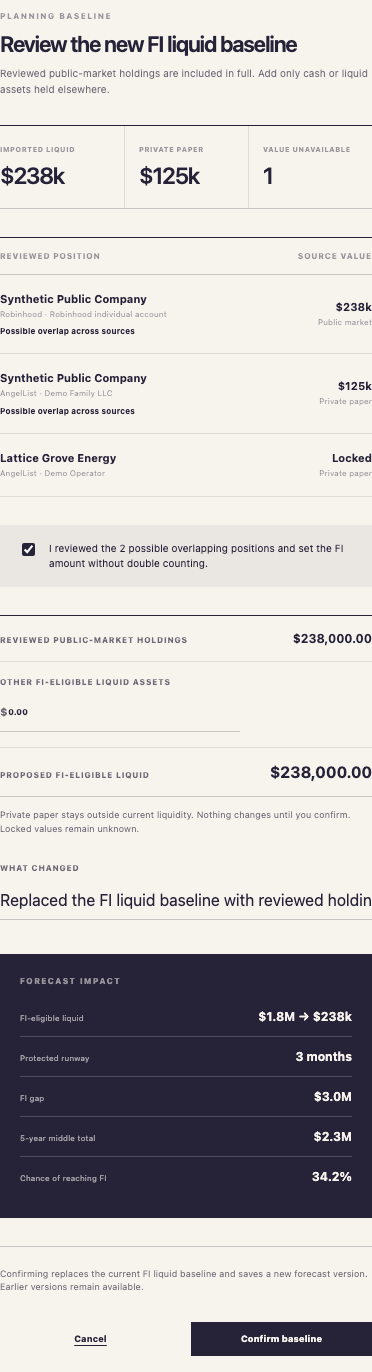 PLANNING BASELINE
Review the new FI liquid baseline
Reviewed public-market holdings are included in full. Add only cash or liquid
assets held elsewhere.
IMPORTED LIQUID
$238k
PRIVATE PAPER
$125k
VALUE UNAVAILABLE
1
REVIEWED POSITION SOURCE VALUE
Synthetic Public Company $238k
Robinhood · Robinhood individual account Public market
Possible overlap across sources
Synthetic Public Company $125k
AngelList · Demo Family LLC Private paper
Possible overlap across sources
Lattice Grove Energy Locked
AngelList · Demo Operator Private paper
I reviewed the 2 possible overlapping positions and set the FI
amount without double counting.
REVIEWED PUBLIC-MARKET HOLDINGS $238,000.00
OTHER FI-ELIGIBLE LIQUID ASSETS
$0.00
PROPOSED FI-ELIGIBLE LIQUID $238,000.00
Private paper stays outside current liquidity. Nothing changes until you confirm.
Locked values remain unknown.
WHAT CHANGED
Replaced the FI liquid baseline with reviewed holdin
FORECAST IMPACT
FI-eligible liquid $1.8M → $238k
Protected runway 3 months
FI gap $3.0M
5-year middle total $2.3M
Chance of reaching FI 34.2%
Confirming replaces the current FI liquid baseline and saves a new forecast version.
Earlier versions remain available.
Cancel Confirm baseline